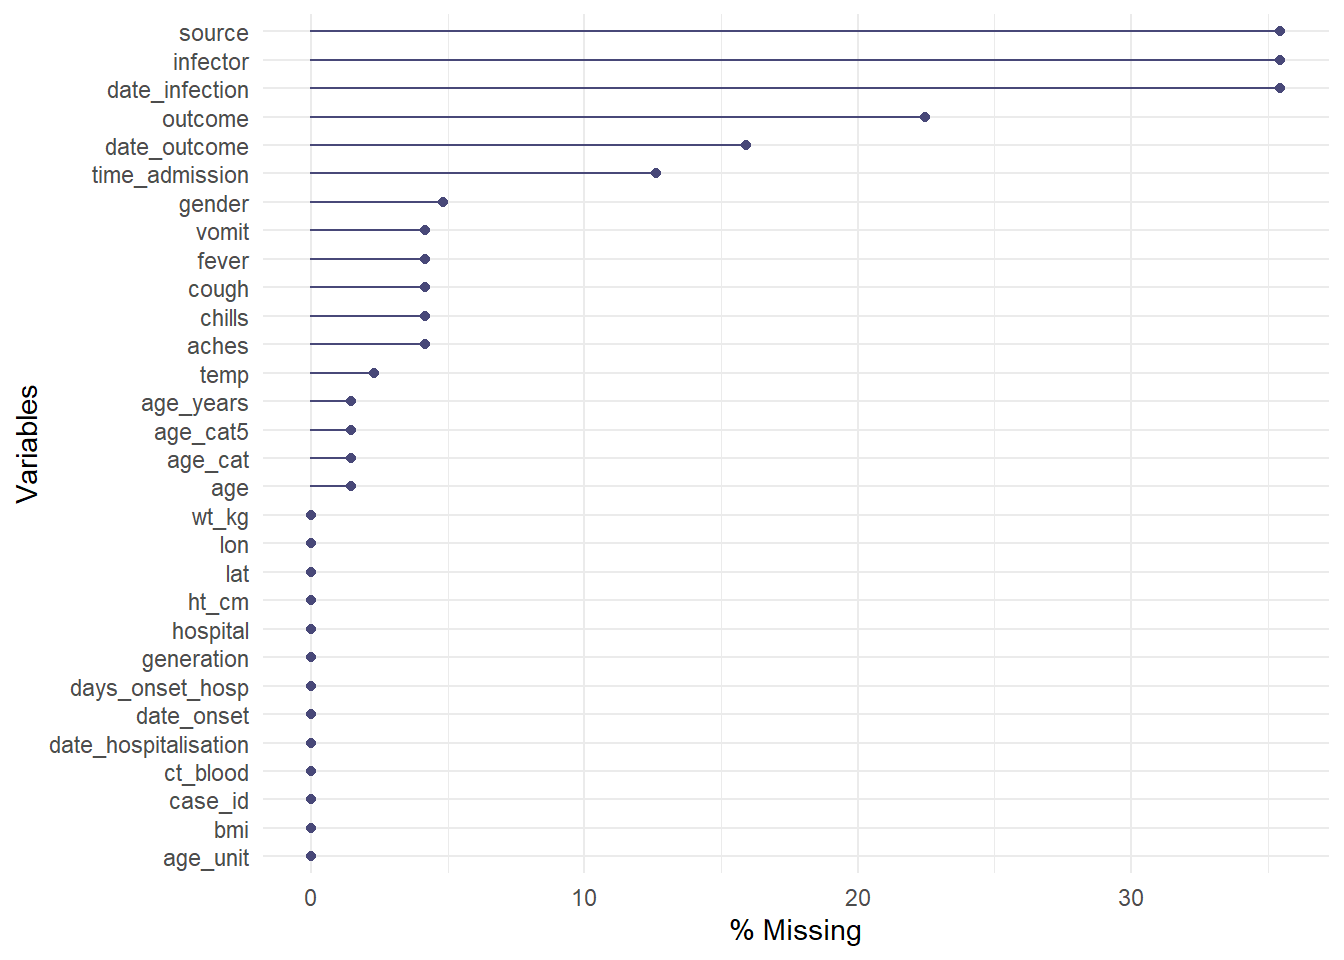 source
infector
date_infection
outcome
date_outcome
time_admission
gender
vomit
fever
cough
chills
aches
temp
age_years
age_cat5
age_cat
age
wt_kg
lon
lat
ht_cm
hospital
generation
days_onset_hosp
date_onset
date_hospitalisation
ct_blood
case_id
bmi
age_unit
Variables
0 10 20 30
% Missing